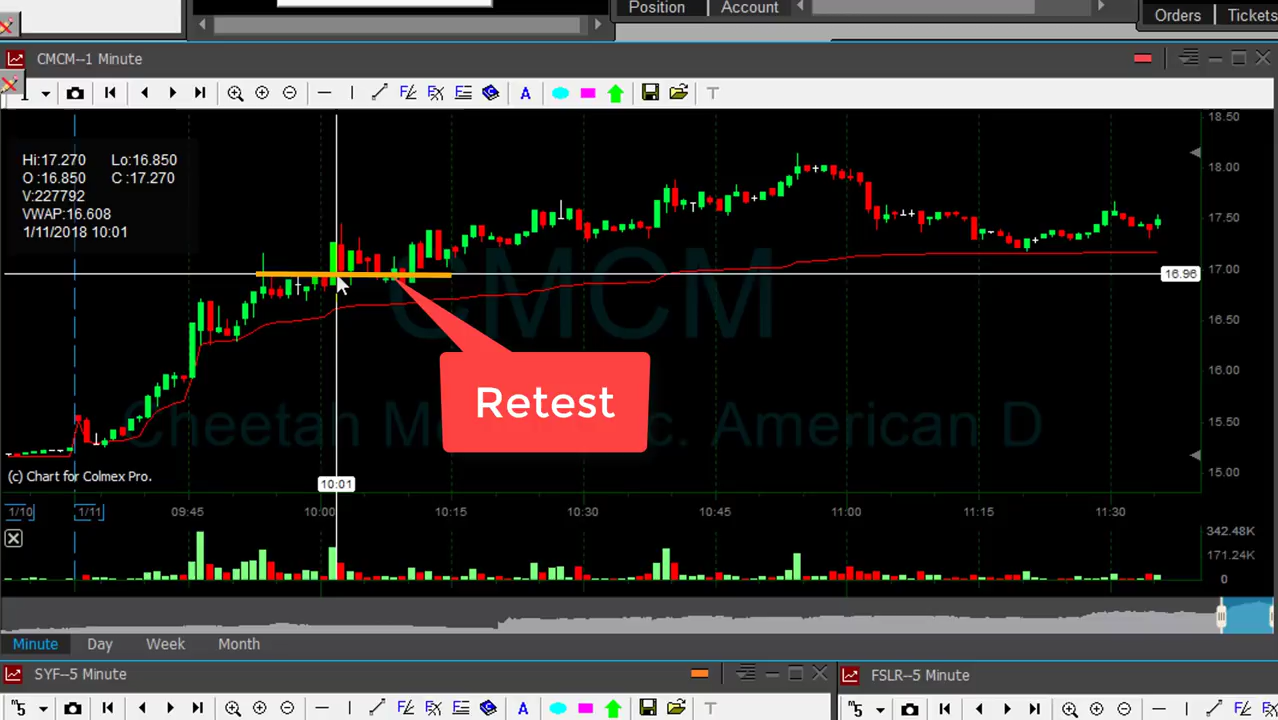 Position
Account
Orders
Tickets
CMCM--1 Minute
A
T
18.50
Hi:17.270 Lo:16.850
O :16.850 C :17.270
V:227792
VWAP:16.608
1/11/2018 10:01
18.00
17.50
17.00
16.96
16.50
16.00
15.50
15.00
CMCM
Retest
(c) Chart for Colmex Pro.
10:01
1/10
1/11
09:45
10:00
10:15
10:30
10:45
11:00
11:15
11:30
342.48K
171.24K
0
Minute
Day
Week
Month
SYF--5 Minute
FSLR--5 Minute
5
A
T
5